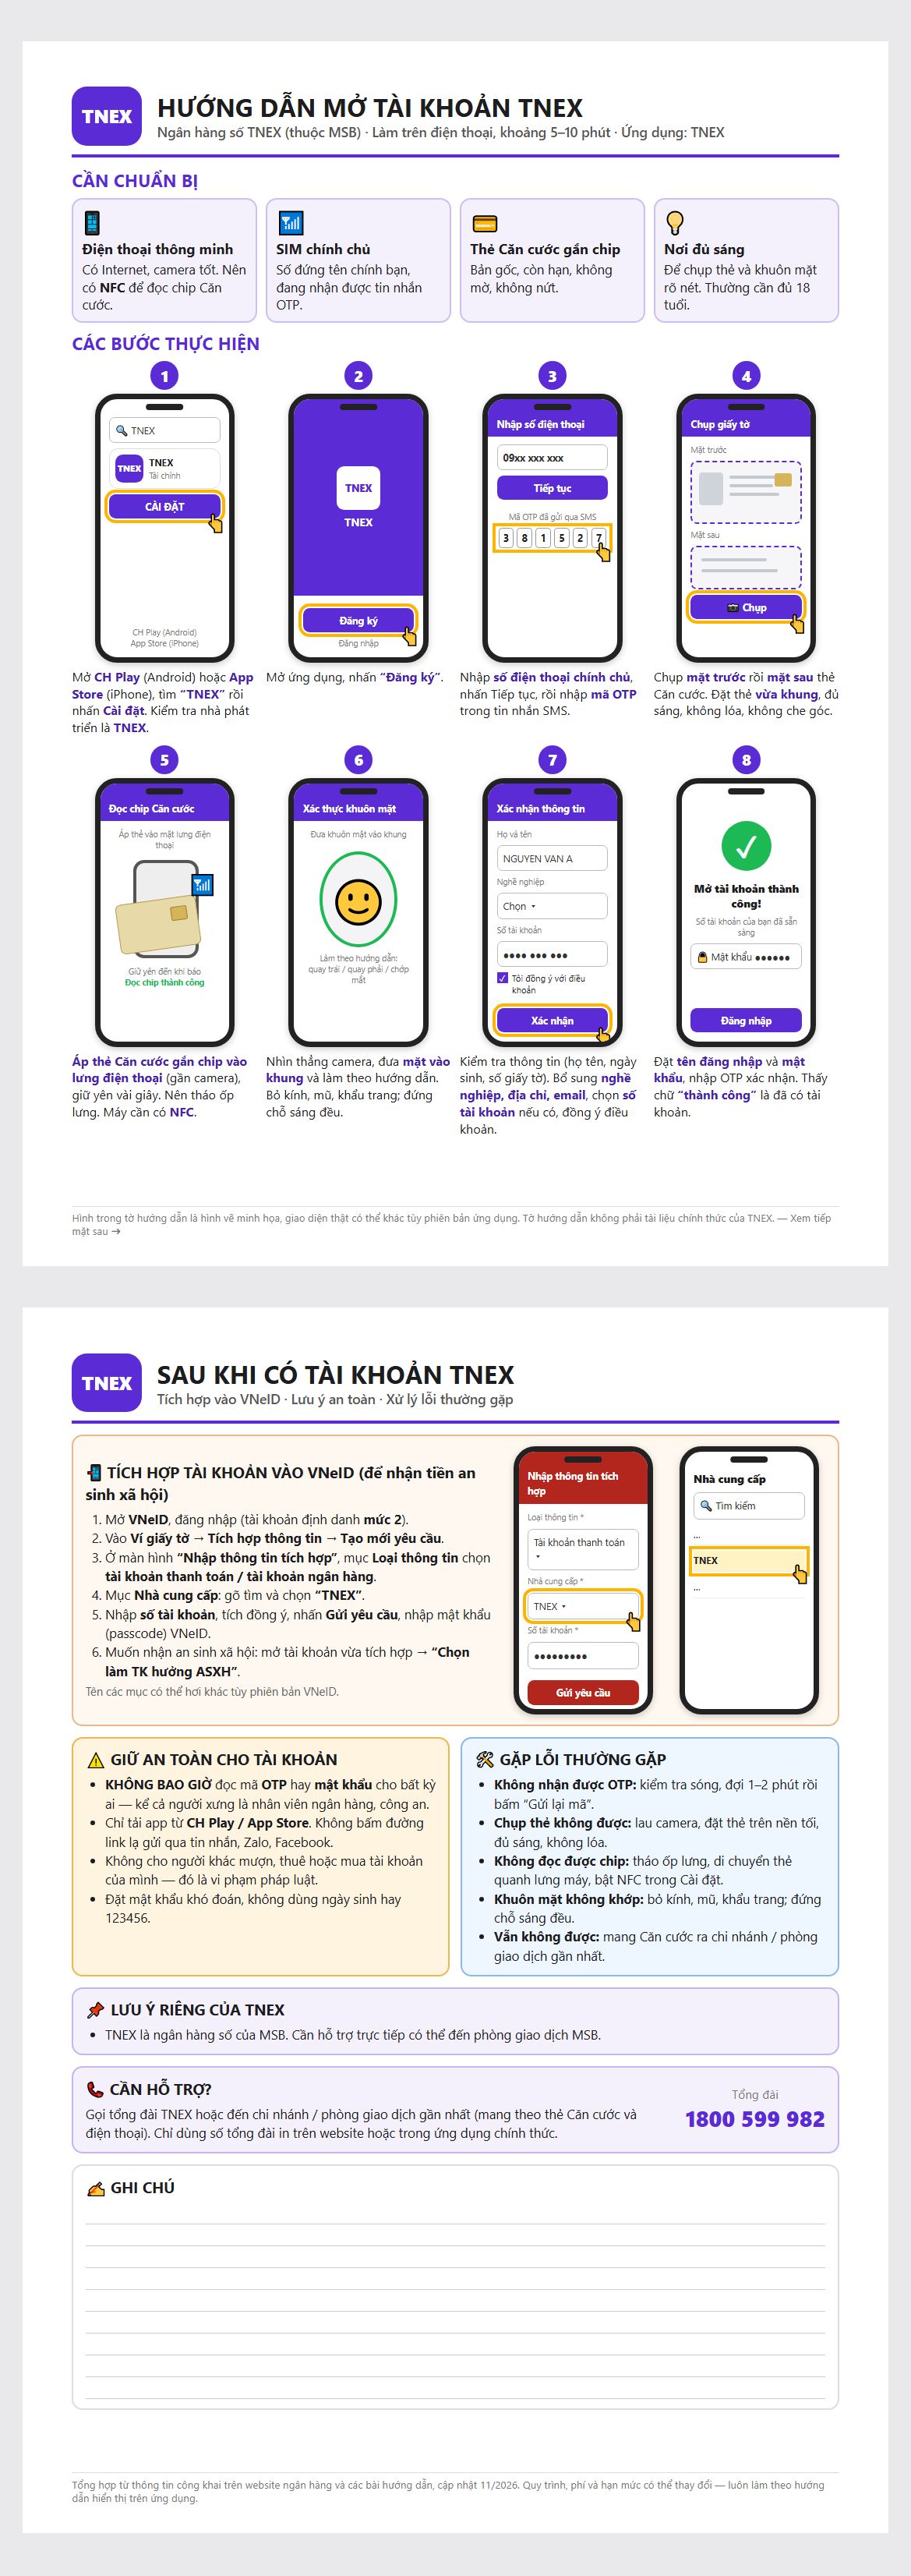 TNEX
HƯỚNG DẪN MỞ TÀI KHOẢN TNEX
Ngân hàng số TNEX (thuộc MSB) · Làm trên điện thoại, khoảng 5–10 phút · Ứng dụng: TNEX
CẦN CHUẨN BỊ
Điện thoại thông minh
Có Internet, camera tốt. Nên
có NFC để đọc chip Căn
cước.
SIM chính chủ
Số đứng tên chính bạn,
đang nhận được tin nhắn
OTP.
Thẻ Căn cước gắn chip
Bản gốc, còn hạn, không
mờ, không nứt.
Nơi đủ sáng
Để chụp thẻ và khuôn mặt
rõ nét. Thường cần đủ 18
tuổi.
CÁC BƯỚC THỰC HIỆN
1
TNEX
TNEX
TNEX
Tài chính
CÀI ĐẶT
CH Play (Android)
App Store (iPhone)
Mở CH Play (Android) hoặc App
Store (iPhone), tìm “TNEX” rồi
nhấn Cài đặt. Kiểm tra nhà phát
triển là TNEX.
2
TNEX
TNEX
Đăng ký
Đăng nhập
Mở ứng dụng, nhấn “Đăng ký”.
3
Nhập số điện thoại
09xx xxx xxx
Tiếp tục
Mã OTP đã gửi qua SMS
3 8 1 5 2 7
Nhập số điện thoại chính chủ,
nhấn Tiếp tục, rồi nhập mã OTP
trong tin nhắn SMS.
4
Chụp giấy tờ
Mặt trước
Mặt sau
Chụp
Chụp mặt trước rồi mặt sau thẻ
Căn cước. Đặt thẻ vừa khung, đủ
sáng, không lóa, không che góc.
5
Đọc chip Căn cước
Áp thẻ vào mặt lưng điện
thoại
Giữ yên đến khi báo
Đọc chip thành công
Áp thẻ Căn cước gắn chip vào
lưng điện thoại (gần camera),
giữ yên vài giây. Nên tháo ốp
lưng. Máy cần có NFC.
6
Xác thực khuôn mặt
Đưa khuôn mặt vào khung
Làm theo hướng dẫn:
quay trái / quay phải / chớp
mắt
Nhìn thẳng camera, đưa mặt vào
khung và làm theo hướng dẫn.
Bỏ kính, mũ, khẩu trang; đứng
chỗ sáng đều.
7
Xác nhận thông tin
Họ và tên
NGUYEN VAN A
Nghề nghiệp
Chọn ▾
Số tài khoản
●●●● ●●● ●●●
Tôi đồng ý với điều
khoản
Xác nhận
Kiểm tra thông tin (họ tên, ngày
sinh, số giấy tờ). Bổ sung nghề
nghiệp, địa chỉ, email, chọn số
tài khoản nếu có, đồng ý điều
khoản.
8
Mở tài khoản thành
công!
Số tài khoản của bạn đã sẵn
sàng
Mật khẩu ●●●●●●
Đăng nhập
Đặt tên đăng nhập và mật
khẩu, nhập OTP xác nhận. Thấy
chữ “thành công” là đã có tài
khoản.
Hình trong tờ hướng dẫn là hình vẽ minh họa, giao diện thật có thể khác tùy phiên bản ứng dụng. Tờ hướng dẫn không phải tài liệu chính thức của TNEX. — Xem tiếp
mặt sau →
TNEX
SAU KHI CÓ TÀI KHOẢN TNEX
Tích hợp vào VNeID · Lưu ý an toàn · Xử lý lỗi thường gặp
TÍCH HỢP TÀI KHOẢN VÀO VNeID (để nhận tiền an
sinh xã hội)
1. Mở VNeID, đăng nhập (tài khoản định danh mức 2).
2. Vào Ví giấy tờ → Tích hợp thông tin → Tạo mới yêu cầu.
3. Ở màn hình “Nhập thông tin tích hợp”, mục Loại thông tin chọn
tài khoản thanh toán / tài khoản ngân hàng.
4. Mục Nhà cung cấp: gõ tìm và chọn “TNEX”.
5. Nhập số tài khoản, tích đồng ý, nhấn Gửi yêu cầu, nhập mật khẩu
(passcode) VNeID.
6. Muốn nhận an sinh xã hội: mở tài khoản vừa tích hợp → “Chọn
làm TK hưởng ASXH”.
Tên các mục có thể hơi khác tùy phiên bản VNeID.
Nhập thông tin tích
hợp
Loại thông tin *
Tài khoản thanh toán
▾
Nhà cung cấp *
TNEX ▾
Số tài khoản *
●●●●●●●●●
Gửi yêu cầu
Nhà cung cấp
Tìm kiếm
...
TNEX
...
GIỮ AN TOÀN CHO TÀI KHOẢN
• KHÔNG BAO GIỜ đọc mã OTP hay mật khẩu cho bất kỳ
ai — kể cả người xưng là nhân viên ngân hàng, công an.
• Chỉ tải app từ CH Play / App Store. Không bấm đường
link lạ gửi qua tin nhắn, Zalo, Facebook.
• Không cho người khác mượn, thuê hoặc mua tài khoản
của mình — đó là vi phạm pháp luật.
• Đặt mật khẩu khó đoán, không dùng ngày sinh hay
123456.
GẶP LỖI THƯỜNG GẶP
• Không nhận được OTP: kiểm tra sóng, đợi 1–2 phút rồi
bấm “Gửi lại mã”.
• Chụp thẻ không được: lau camera, đặt thẻ trên nền tối,
đủ sáng, không lóa.
• Không đọc được chip: tháo ốp lưng, di chuyển thẻ
quanh lưng máy, bật NFC trong Cài đặt.
• Khuôn mặt không khớp: bỏ kính, mũ, khẩu trang; đứng
chỗ sáng đều.
• Vẫn không được: mang Căn cước ra chi nhánh / phòng
giao dịch gần nhất.
LƯU Ý RIÊNG CỦA TNEX
• TNEX là ngân hàng số của MSB. Cần hỗ trợ trực tiếp có thể đến phòng giao dịch MSB.
CẦN HỖ TRỢ?
Gọi tổng đài TNEX hoặc đến chi nhánh / phòng giao dịch gần nhất (mang theo thẻ Căn cước và
điện thoại). Chỉ dùng số tổng đài in trên website hoặc trong ứng dụng chính thức.
Tổng đài
1800 599 982
GHI CHÚ
Tổng hợp từ thông tin công khai trên website ngân hàng và các bài hướng dẫn, cập nhật 11/2026. Quy trình, phí và hạn mức có thể thay đổi — luôn làm theo hướng
dẫn hiển thị trên ứng dụng.